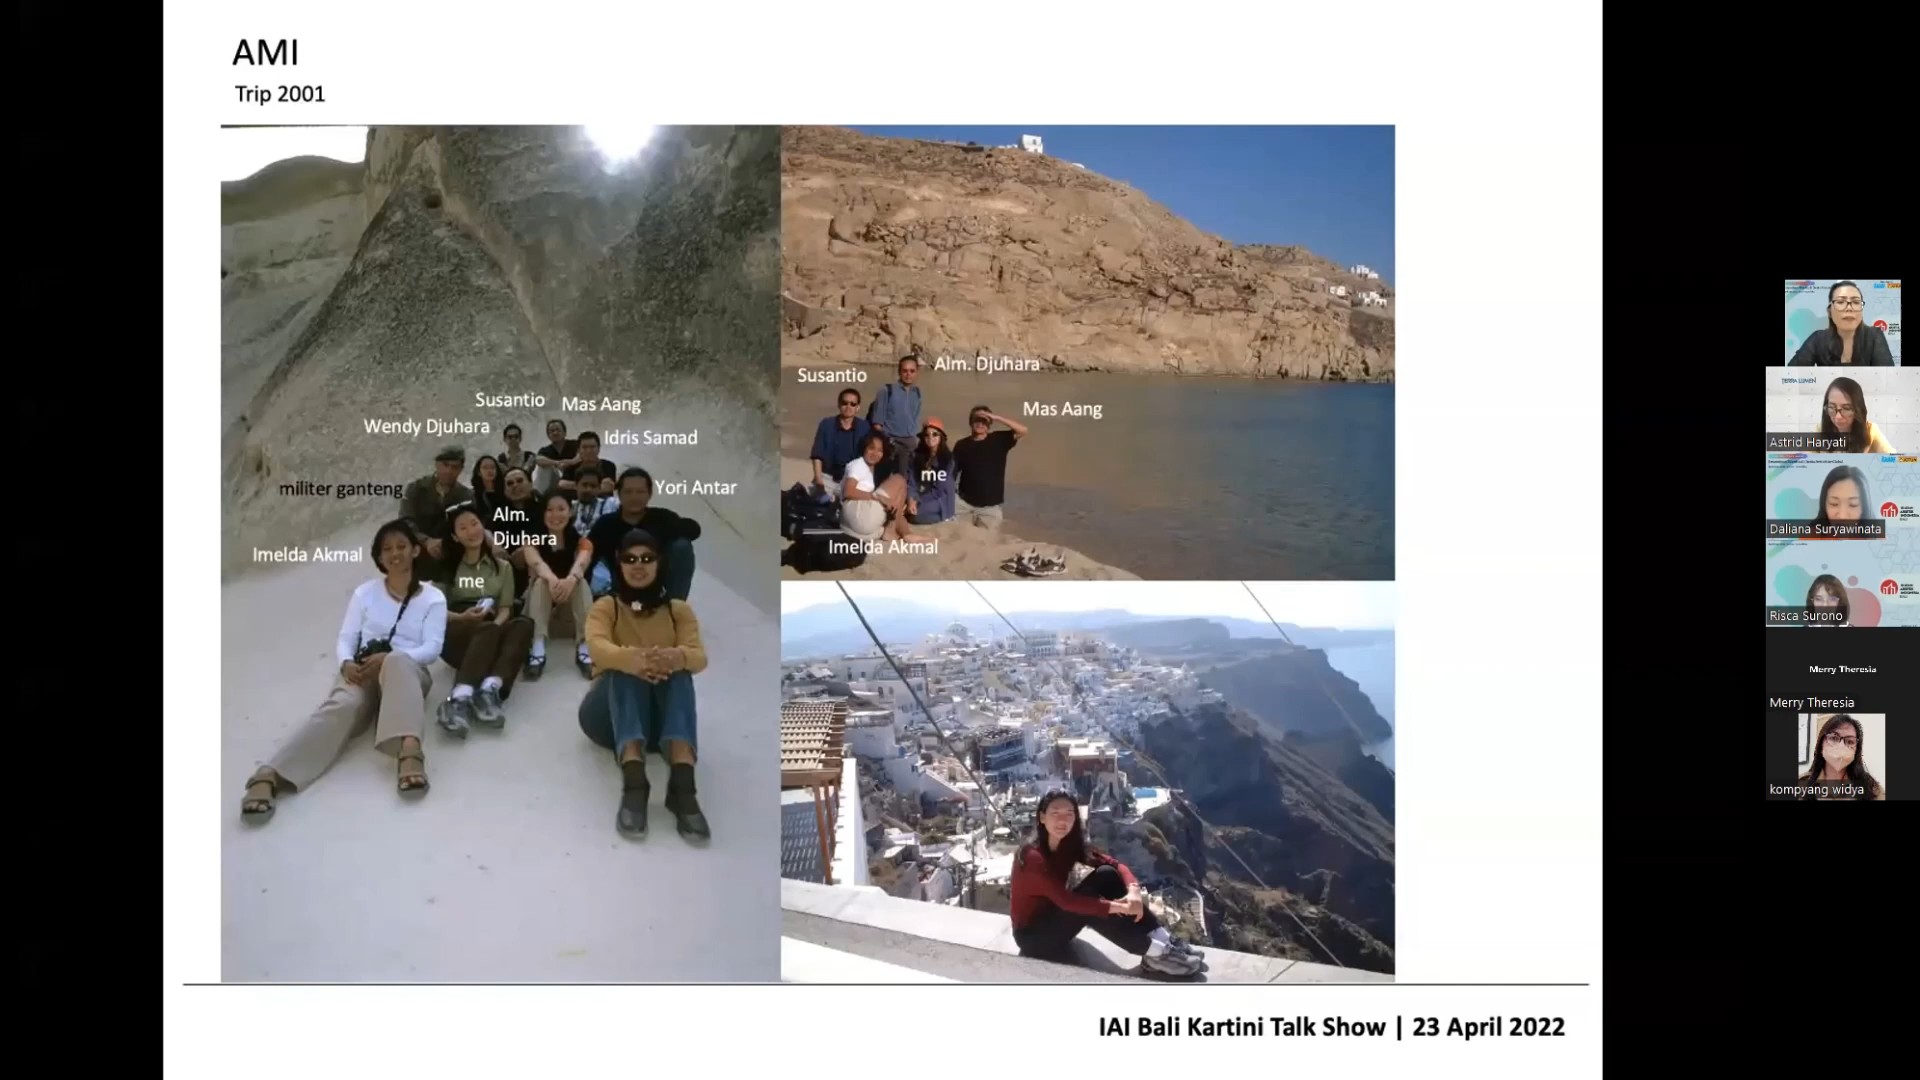 AMI
Trip 2001
Susantio
Mas Aang
Wendy Djuhara
Idris Samad
militer ganteng
Yori Antar
Alm.
Djuhara
Imelda Akmal
me
Susantio
Alm. Djuhara
Mas Aang
me
Imelda Akmal
IAI Bali Kartini Talk Show | 23 April 2022
Astrid Haryati
Daliana Suryawinata
Risca Surono
Merry Theresia
Merry Theresia
kompyang widya